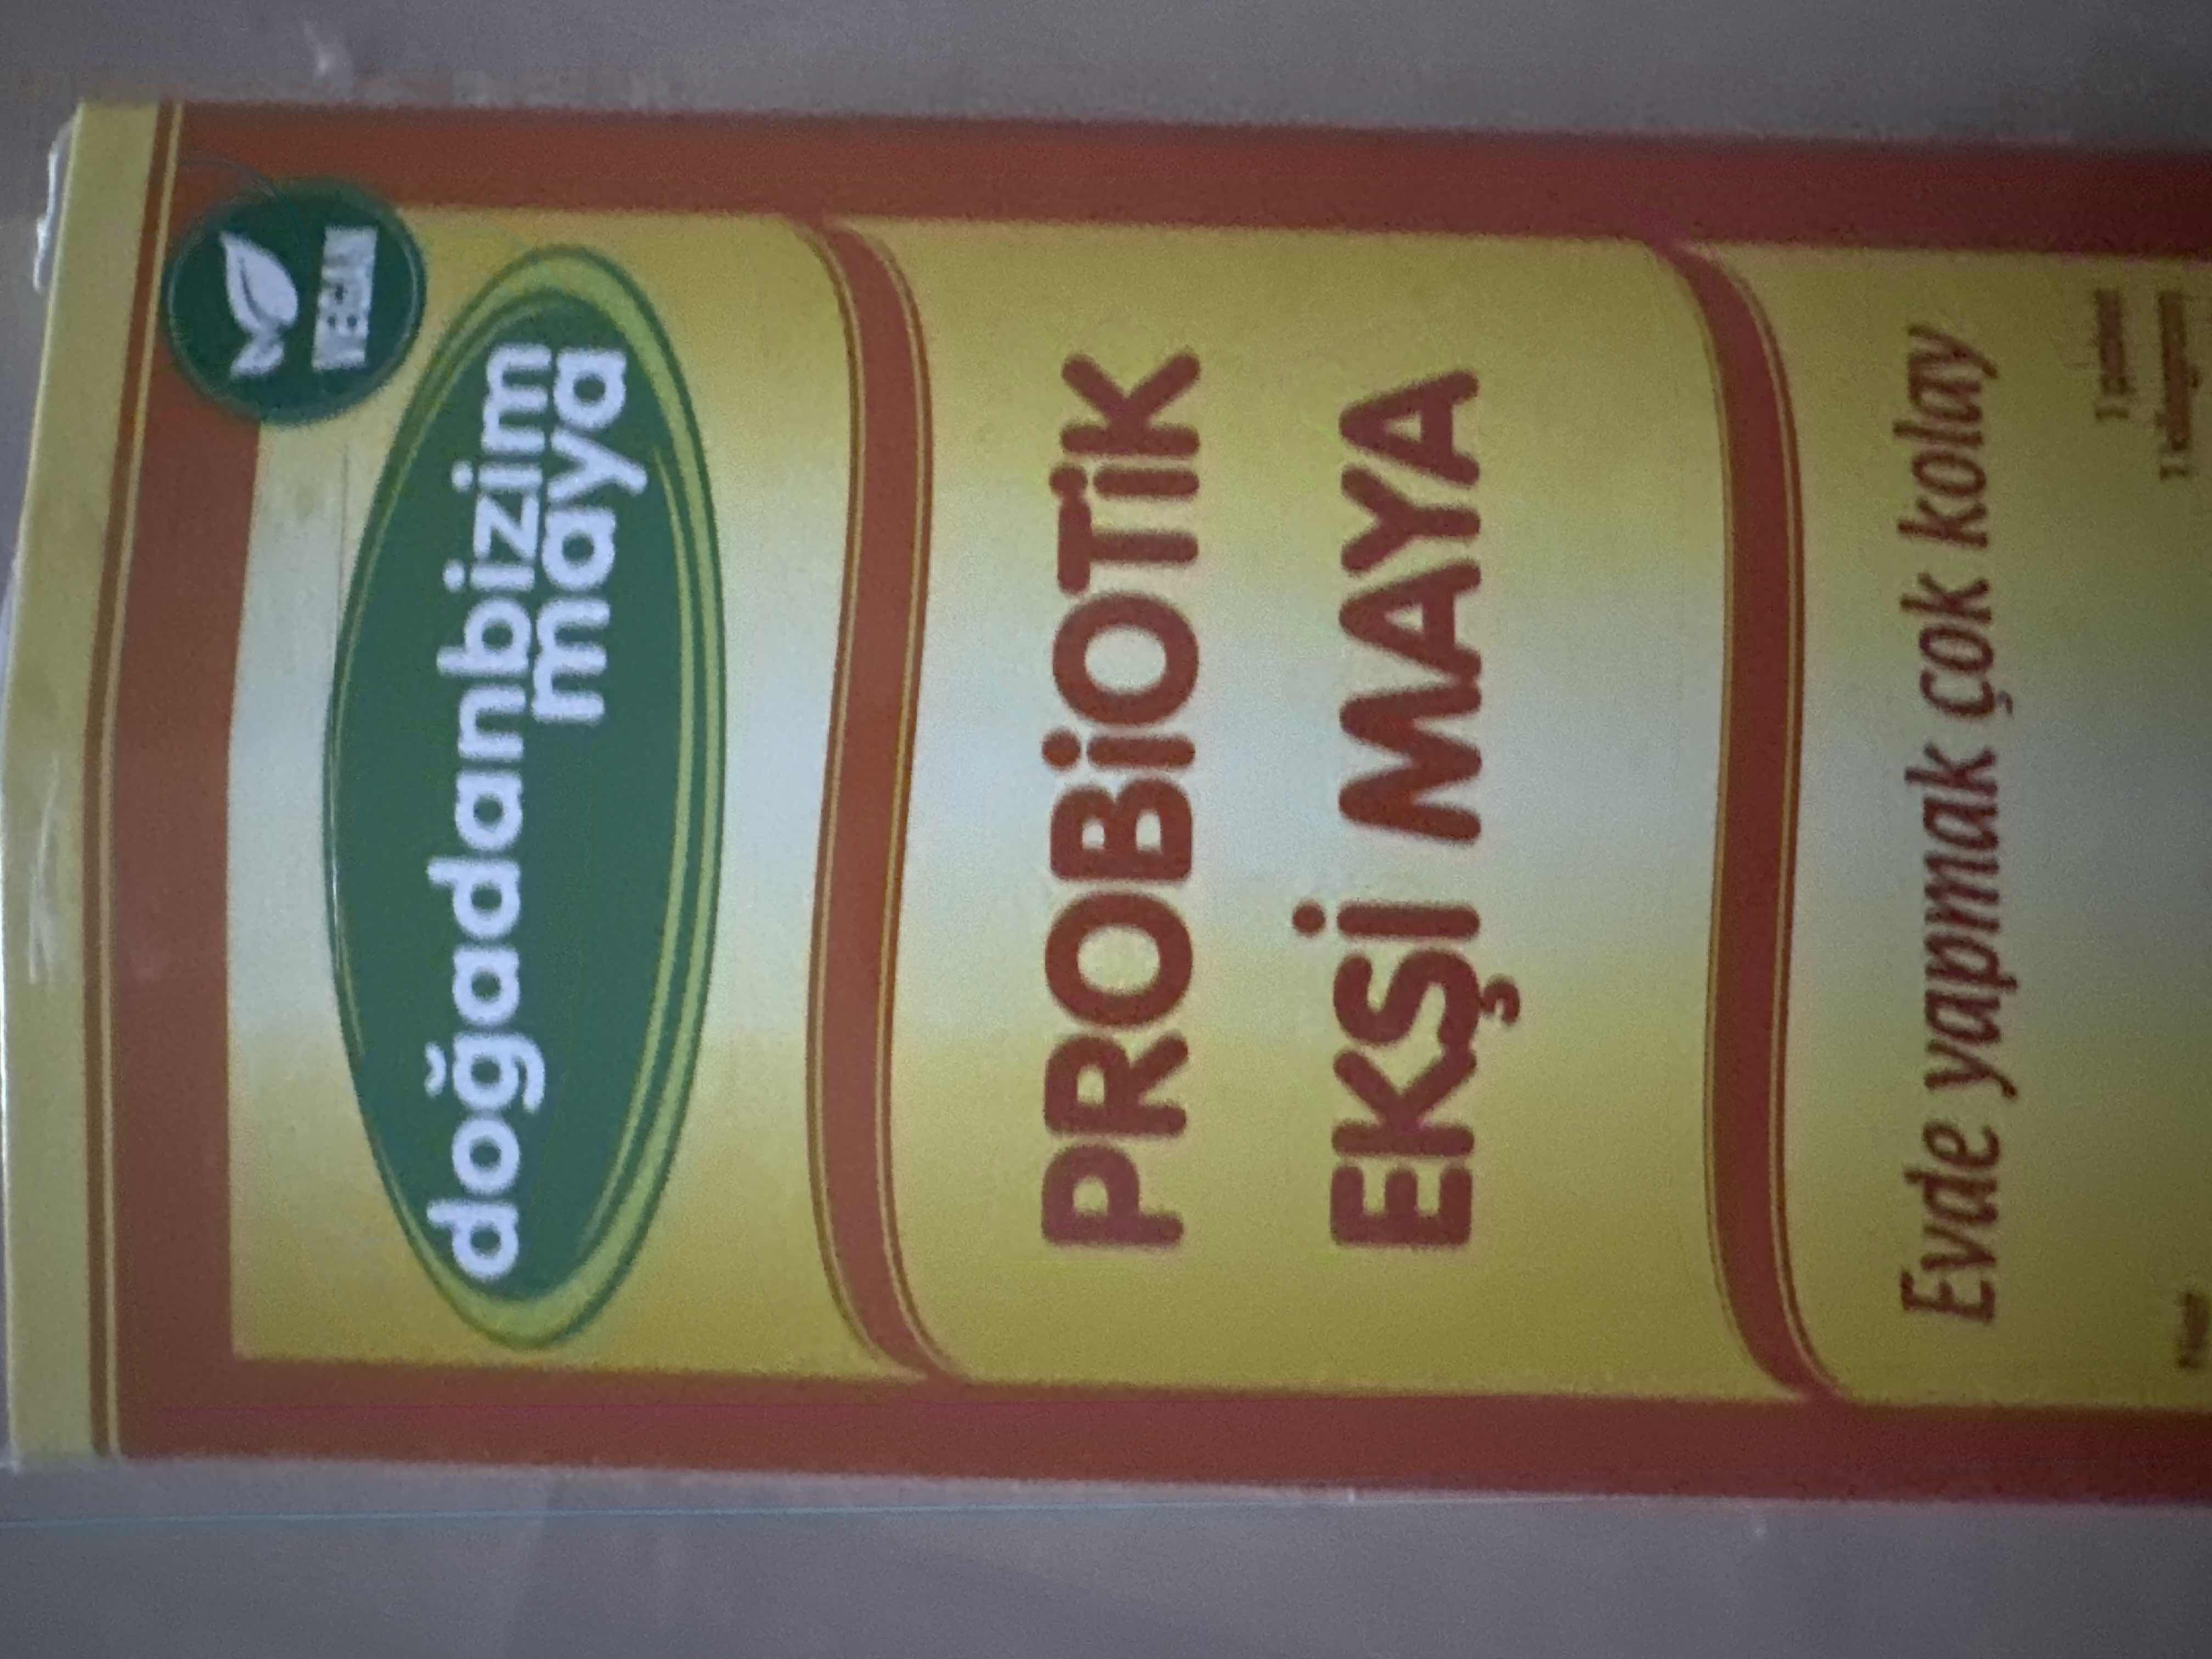 VEGAN
doğadanbizim
maya
PROBiOTiK
EKŞİ MAYA
Evde yapmak çok kolay